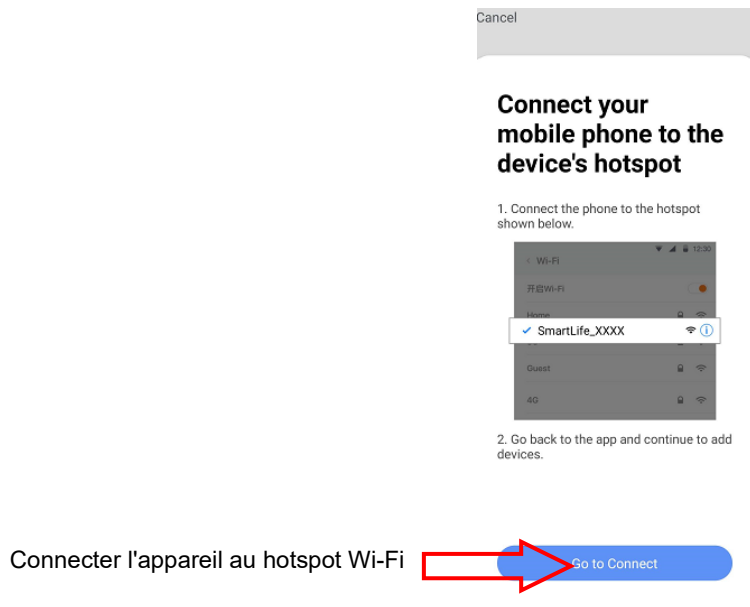 Cancel
Connect your
mobile phone to the
device's hotspot
1. Connect the phone to the hotspot
shown below.
12:30
< Wi-Fi
开启Wi-Fi
Home
SmartLife_XXXX
Guest
4G
2. Go back to the app and continue to add
devices.
Connecter l'appareil au hotspot Wi-Fi
Go to Connect